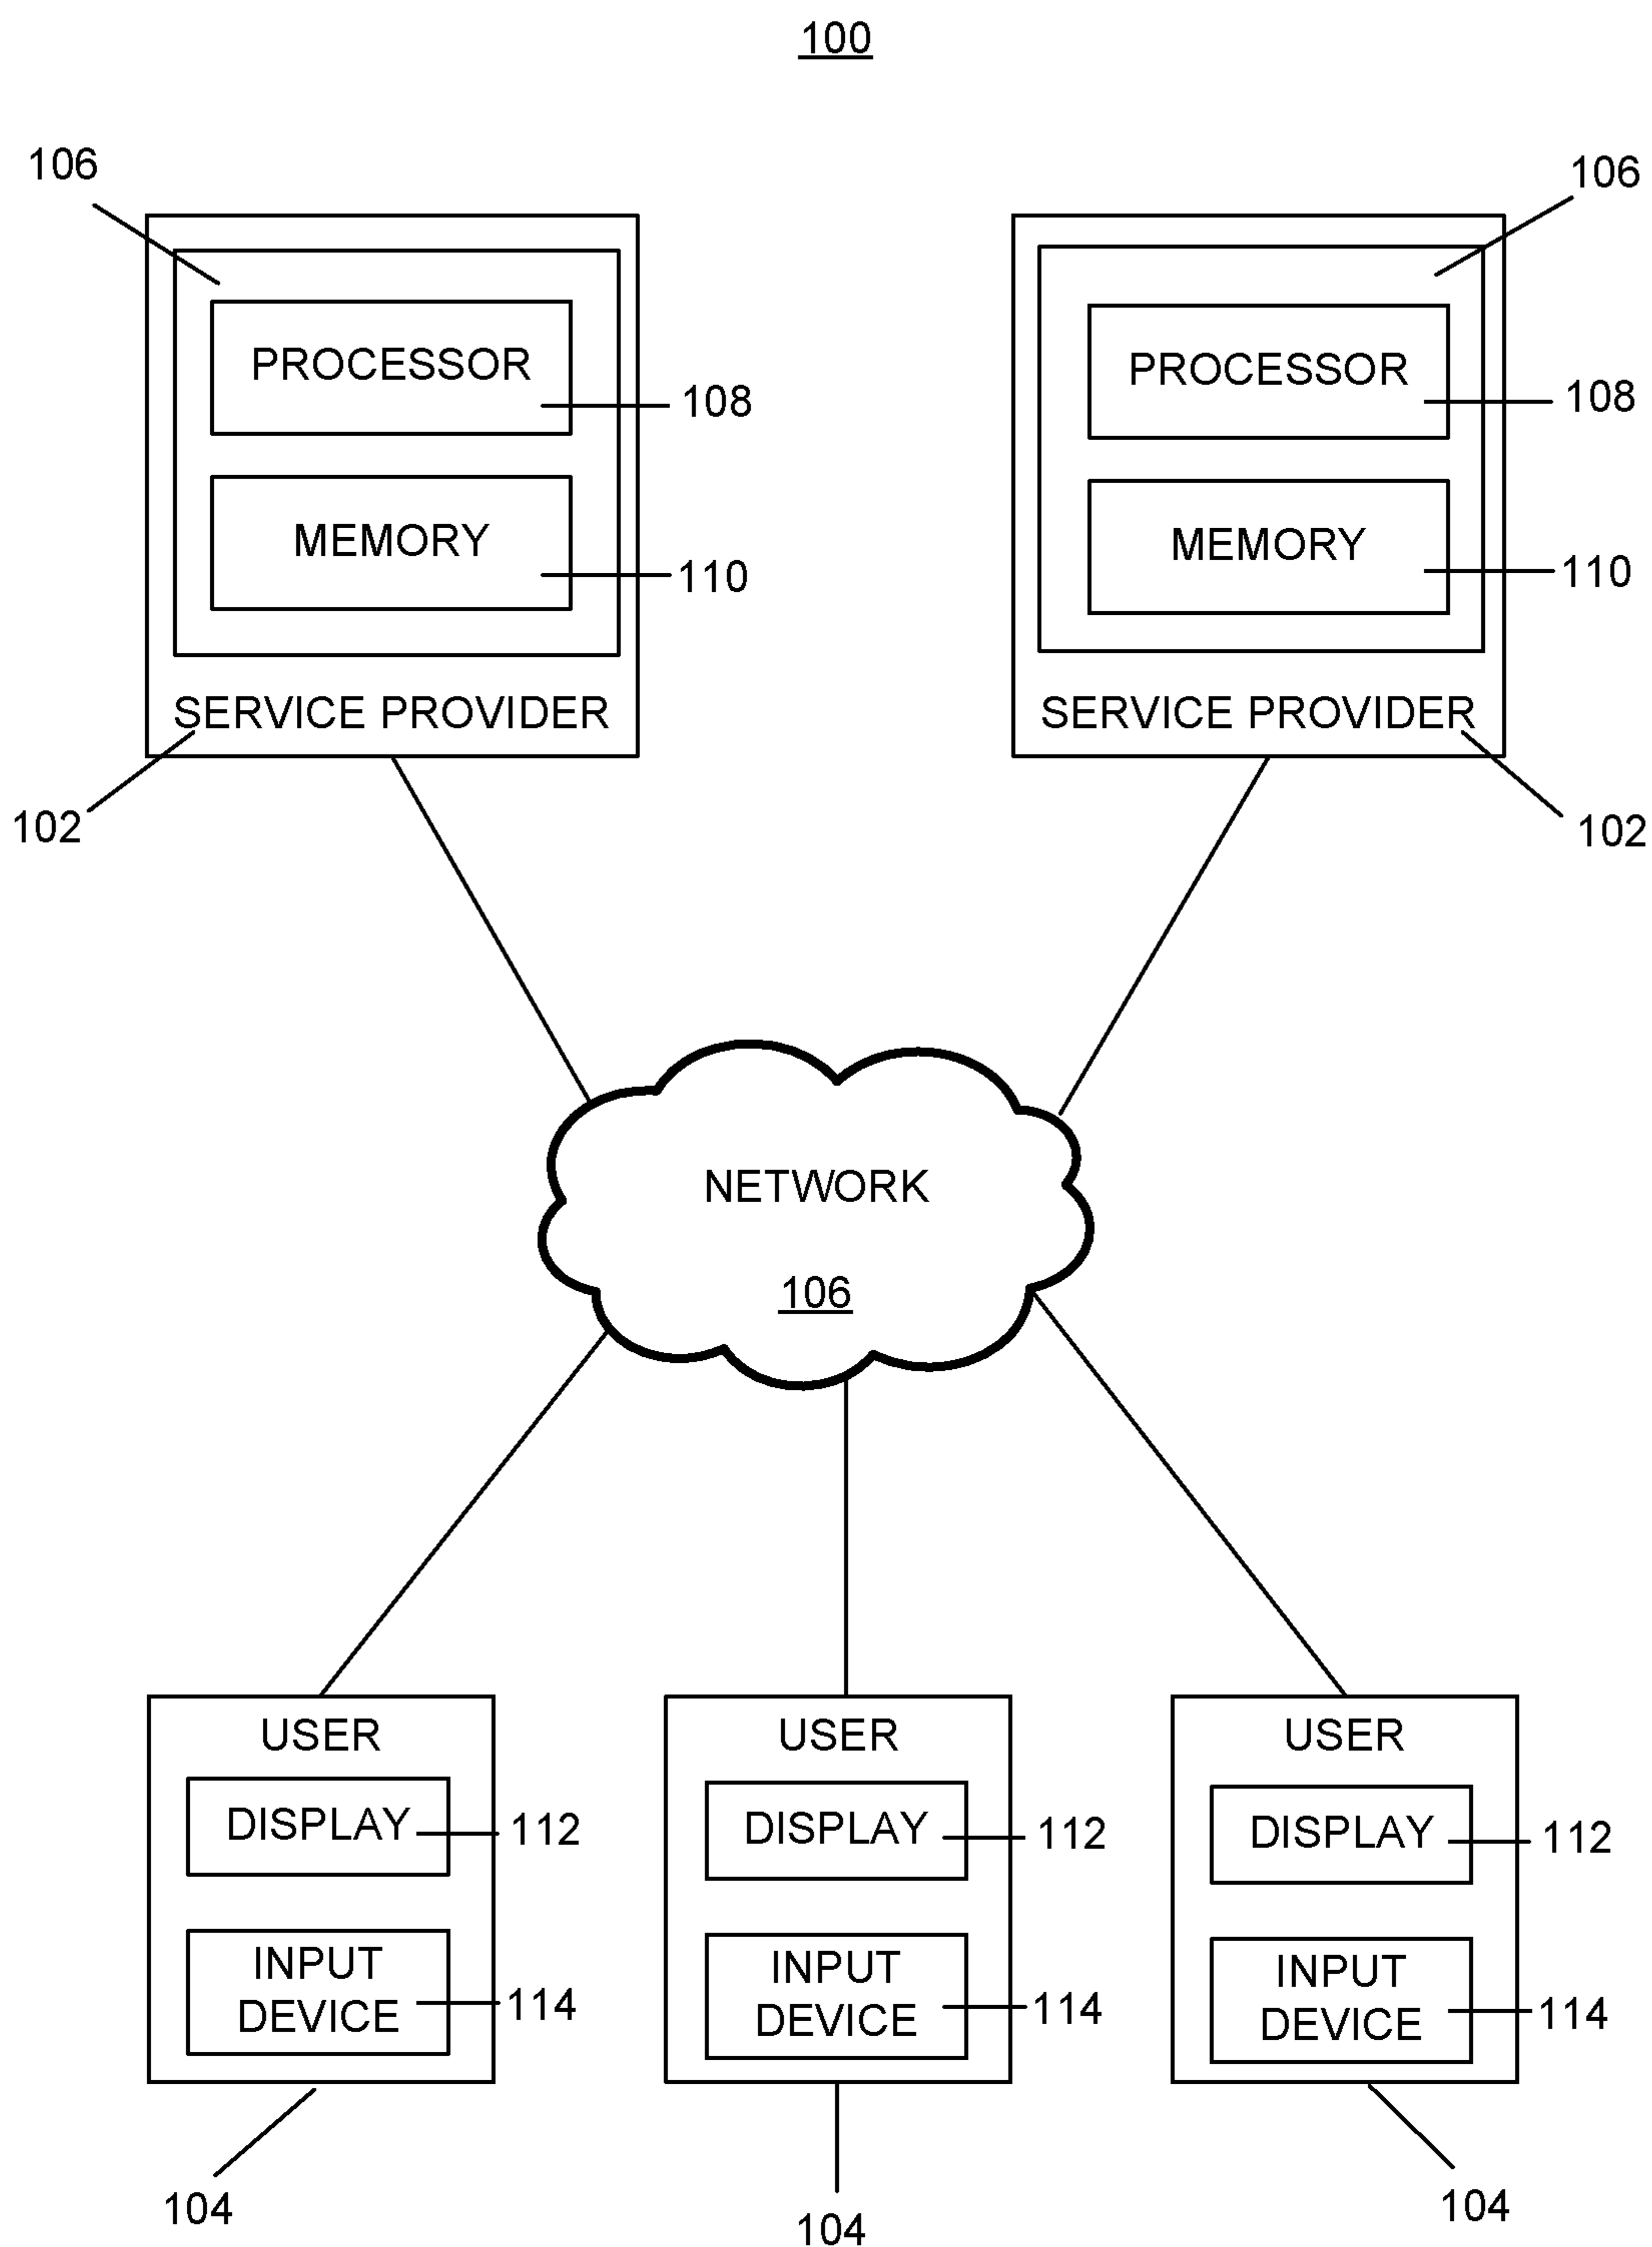 100
106
106
PROCESSOR
108
PROCESSOR
108
MEMORY
110
MEMORY
110
SERVICE PROVIDER
SERVICE PROVIDER
102
102
NETWORK
106
USER
USER
USER
DISPLAY
112
DISPLAY
112
DISPLAY
112
INPUT
DEVICE
114
INPUT
DEVICE
114
INPUT
DEVICE
114
104
104
104